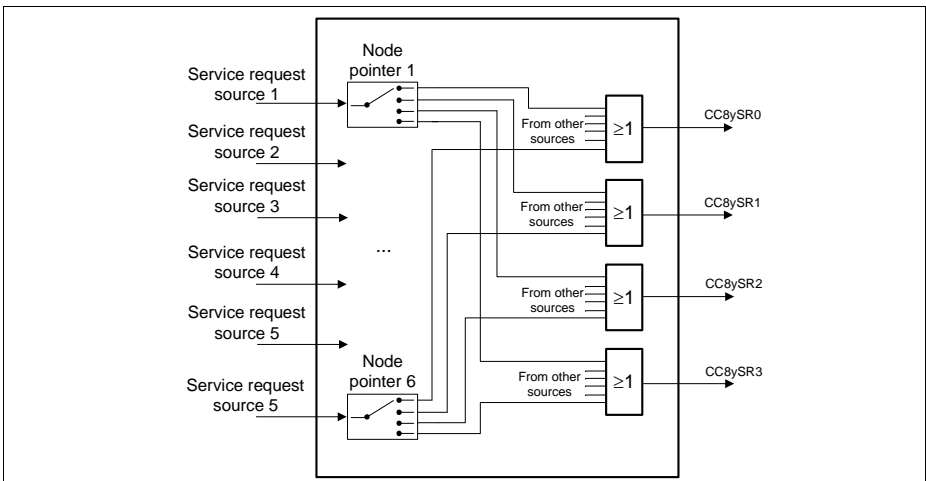 Node
pointer 1
Service request
source 1
Service request
source 2
Service request
source 3
Service request
source 4
Service request
source 5
Service request
source 5
...
Node
pointer 6
From other
sources
≥1
CC8ySR0
From other
sources
≥1
CC8ySR1
From other
sources
≥1
CC8ySR2
From other
sources
≥1
CC8ySR3